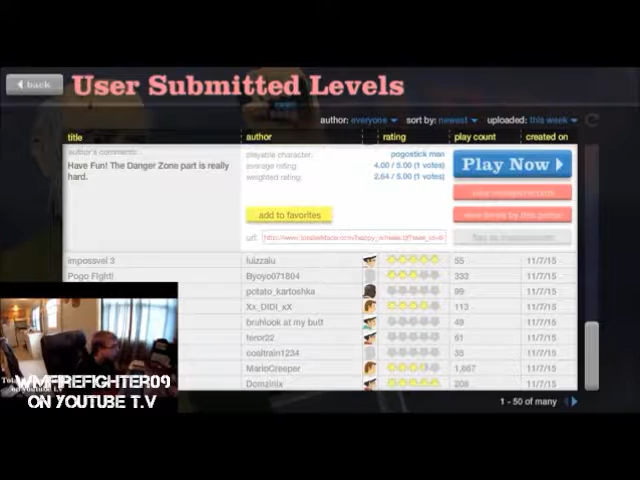 back
User Submitted Levels
author: everyone sort by: newest uploaded: this week
title author rating play count created on
author's comments:
Have Fun! The Danger Zone part is really
hard.
playable character: pogostick man
average rating: 4.00 / 5.00 (1 votes)
weighted rating: 2.64 / 5.00 (1 votes)
Play Now
add to favorites
url:
impossvel 3 luizzalu 55 11/7/15
Pogo Fight! Byoyo071804 333 11/7/15
potato_kartoshka 99 11/7/15
Xx_DIDI_xX 113 11/7/15
bruhlook at my butt 49 11/7/15
teror22 61 11/7/15
cositrain1234 35 11/7/15
MarioCreeper 1,667 11/7/15
Domzinix 208 11/7/15
1 - 50 of many
WMFIREFIGHTER09
ON YOUTUBE T.V